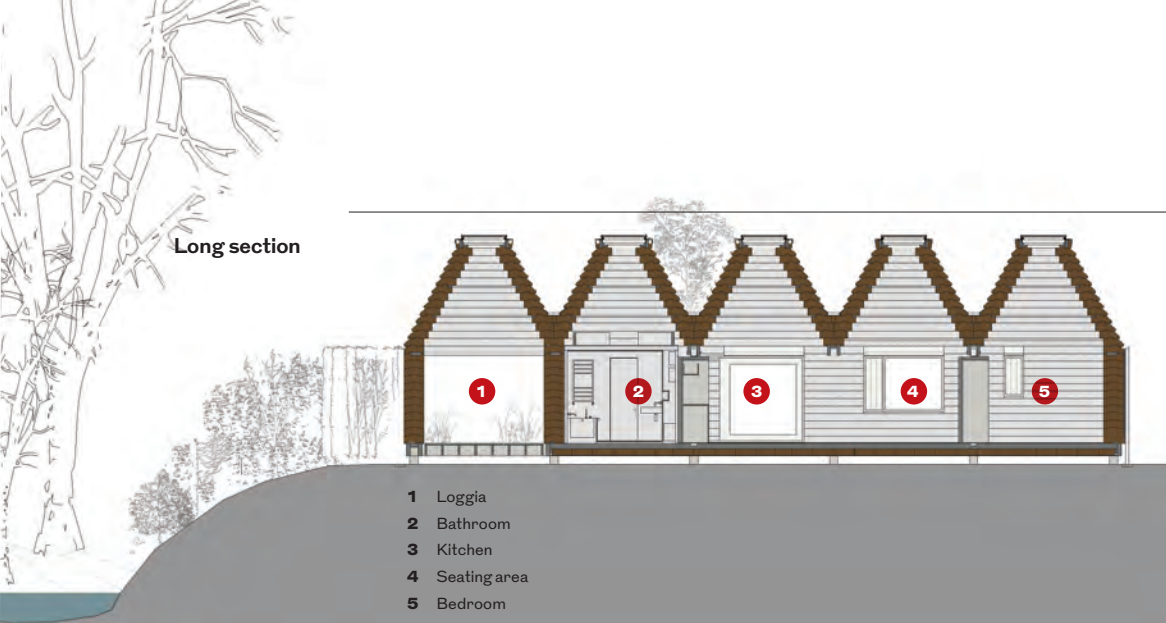 Long section
1
2
3
4
5
1 Loggia
2 Bathroom
3 Kitchen
4 Seating area
5 Bedroom